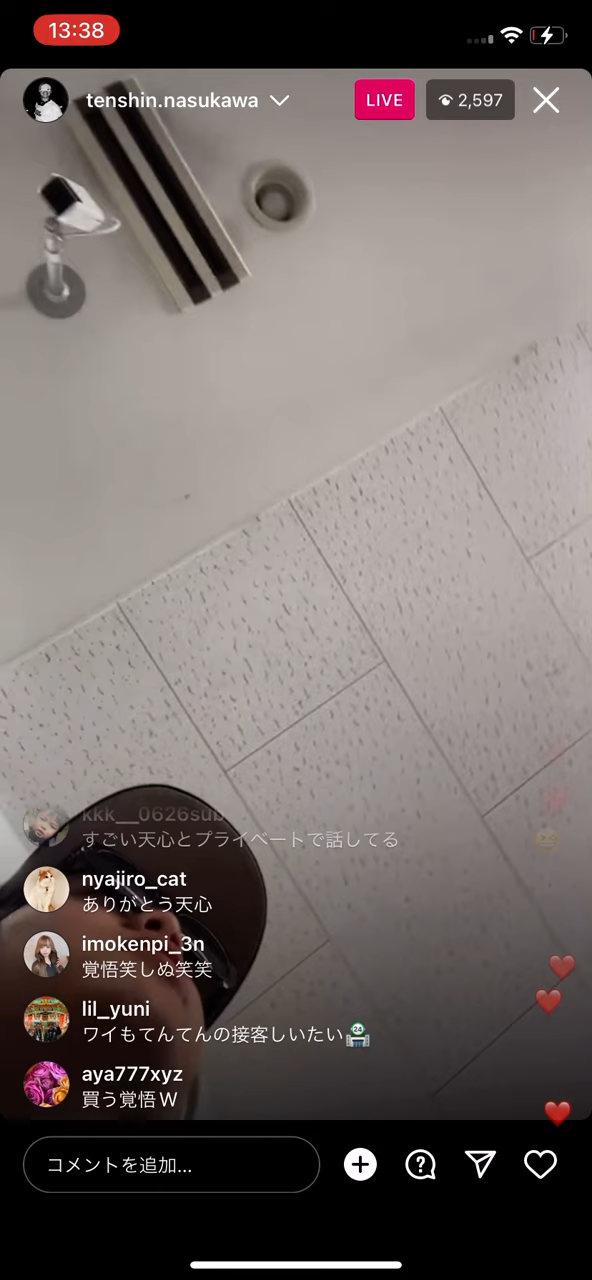 13:38
tenshin.nasukawa
LIVE
2,597
kkk__0626sub
すごい天心とプライベートで話してる
nyajiro_cat
ありがとう天心
imokenpi_3n
覚悟笑しぬ笑笑
lil_yuni
ワイもてんてんの接客しいたい🏪
aya777xyz
買う覚悟W
コメントを追加...